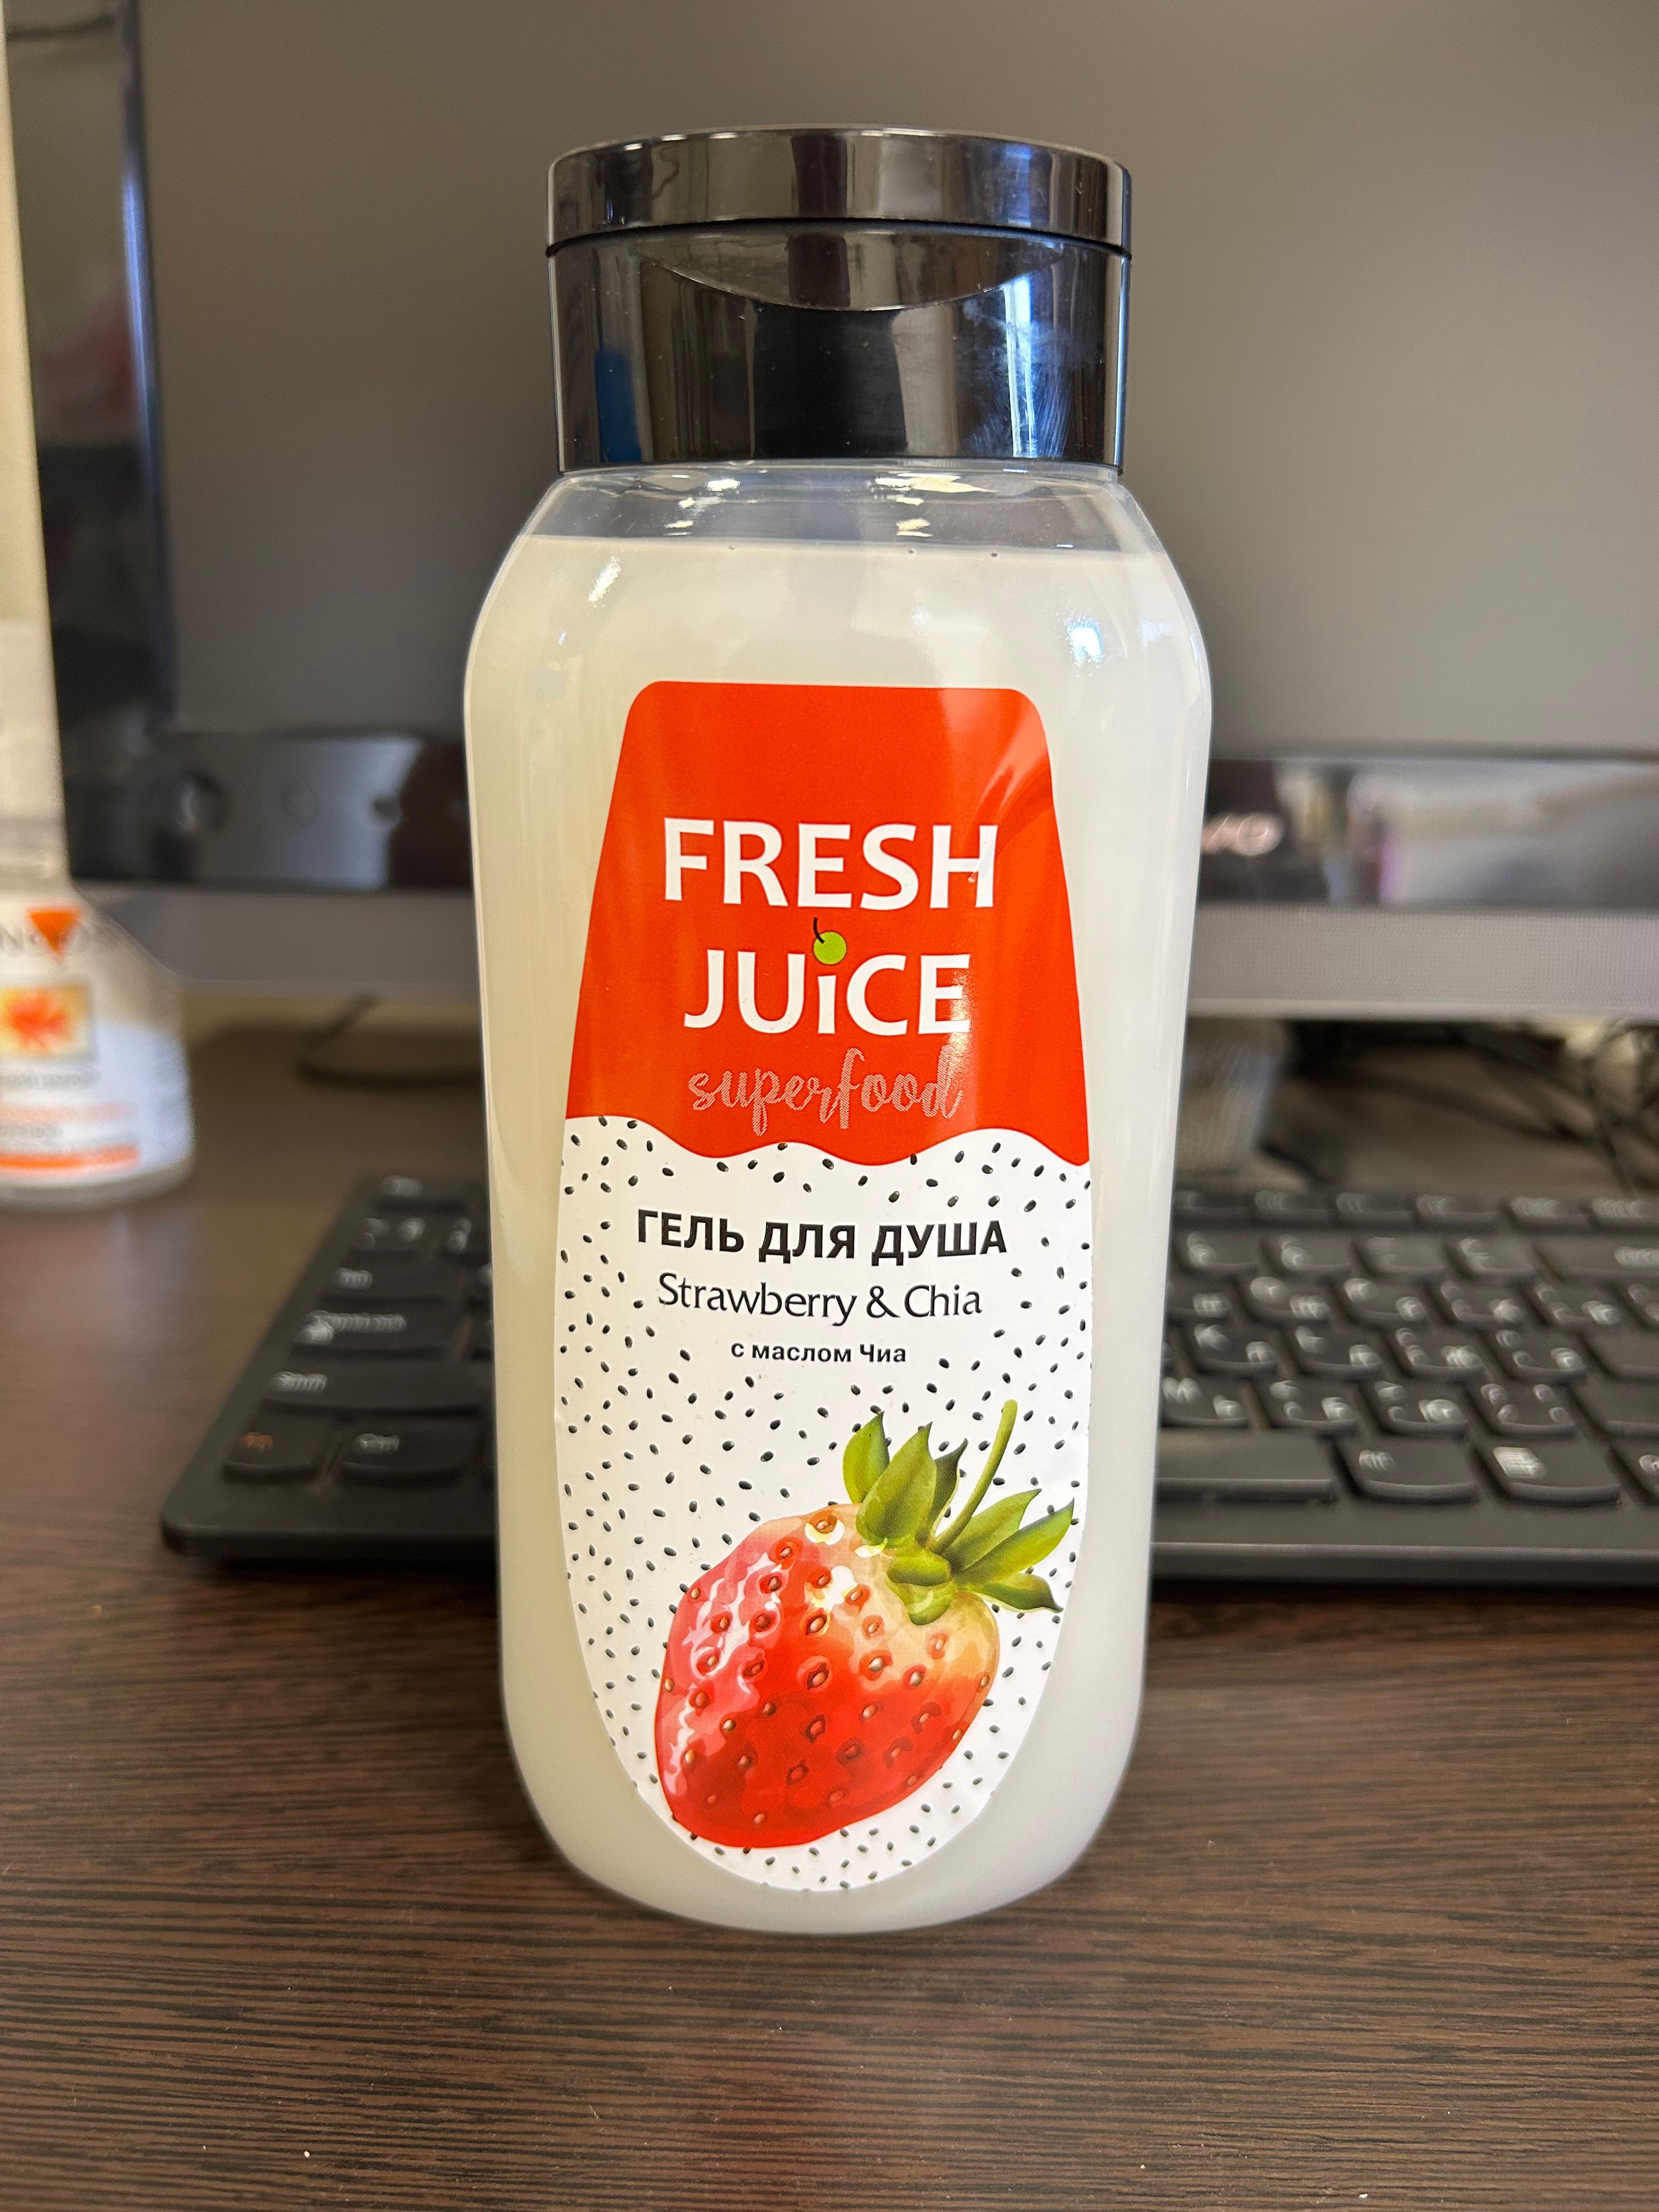 FRESH
JUiCE
superfood
ГЕЛЬ ДЛЯ ДУША
Strawberry & Chia
с маслом Чиа